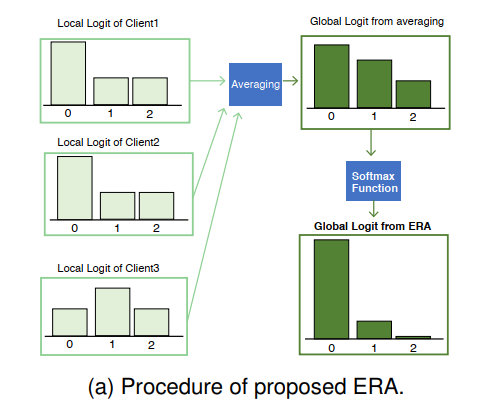 Local Logit of Client1
0 1 2
Local Logit of Client2
0 1 2
Local Logit of Client3
0 1 2
Averaging
Global Logit from averaging
0 1 2
Softmax
Function
Global Logit from ERA
0 1 2
(a) Procedure of proposed ERA.